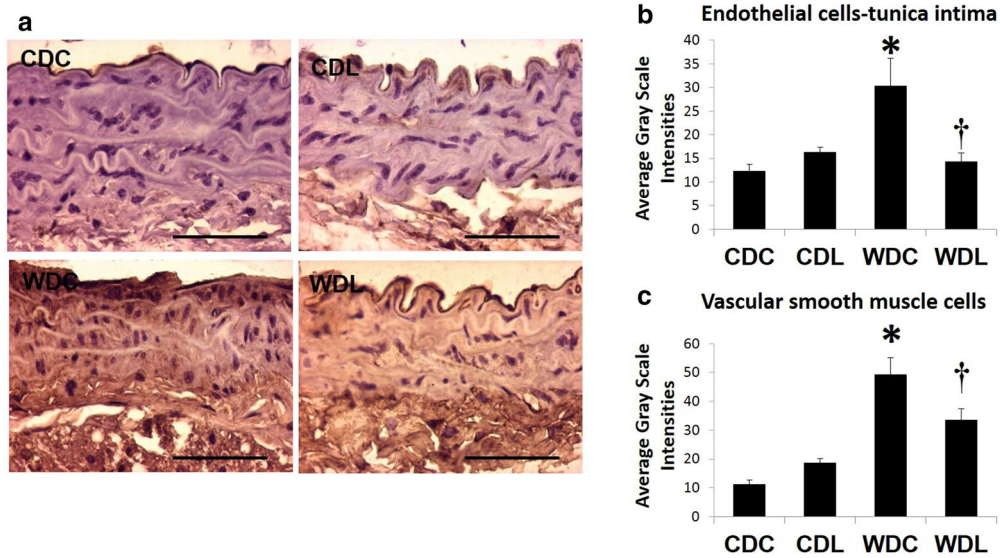 a
CDC
CDL
WDC
WDL
b
Endothelial cells-tunica intima
Average Gray Scale
Intensities
40
35
30
25
20
15
10
5
0
*
†
CDC CDL WDC WDL
c
Vascular smooth muscle cells
Average Gray Scale
Intensities
60
50
40
30
20
10
0
*
†
CDC CDL WDC WDL